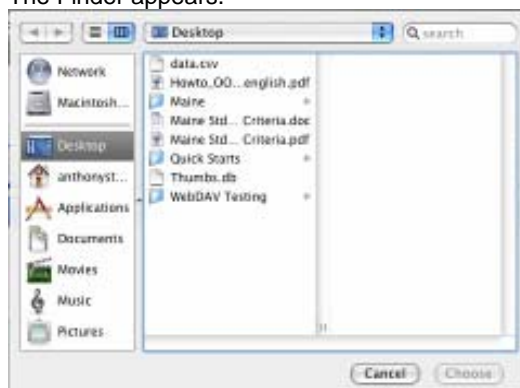 The Finder appears.
Desktop
search
Network
Macintosh...
Desktop
anthonyst...
Applications
Documents
Movies
Music
Pictures
data.csv
Howto_OO...english.pdf
Maine
Maine Std... Criteria.doc
Maine Std... Criteria.pdf
Quick Starts
Thumbs.db
WebDAV Testing
Cancel
Choose